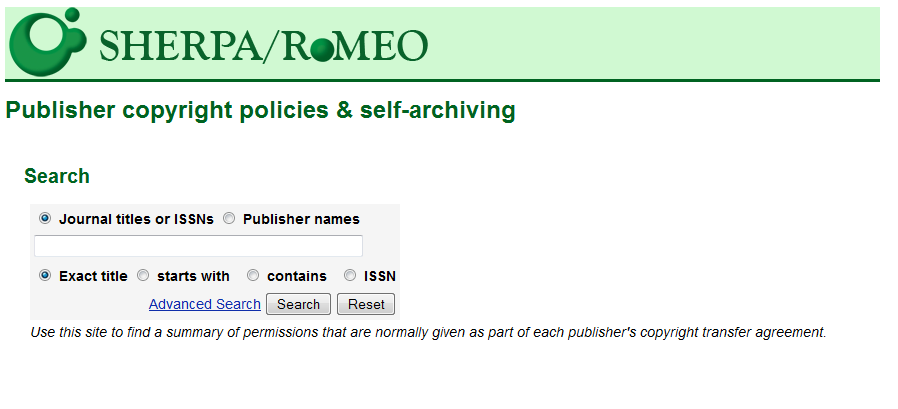 SHERPA/RoMEO
Publisher copyright policies & self-archiving
Search
Journal titles or ISSNs Publisher names
Exact title starts with contains ISSN
Advanced Search Search Reset
Use this site to find a summary of permissions that are normally given as part of each publisher's copyright transfer agreement.